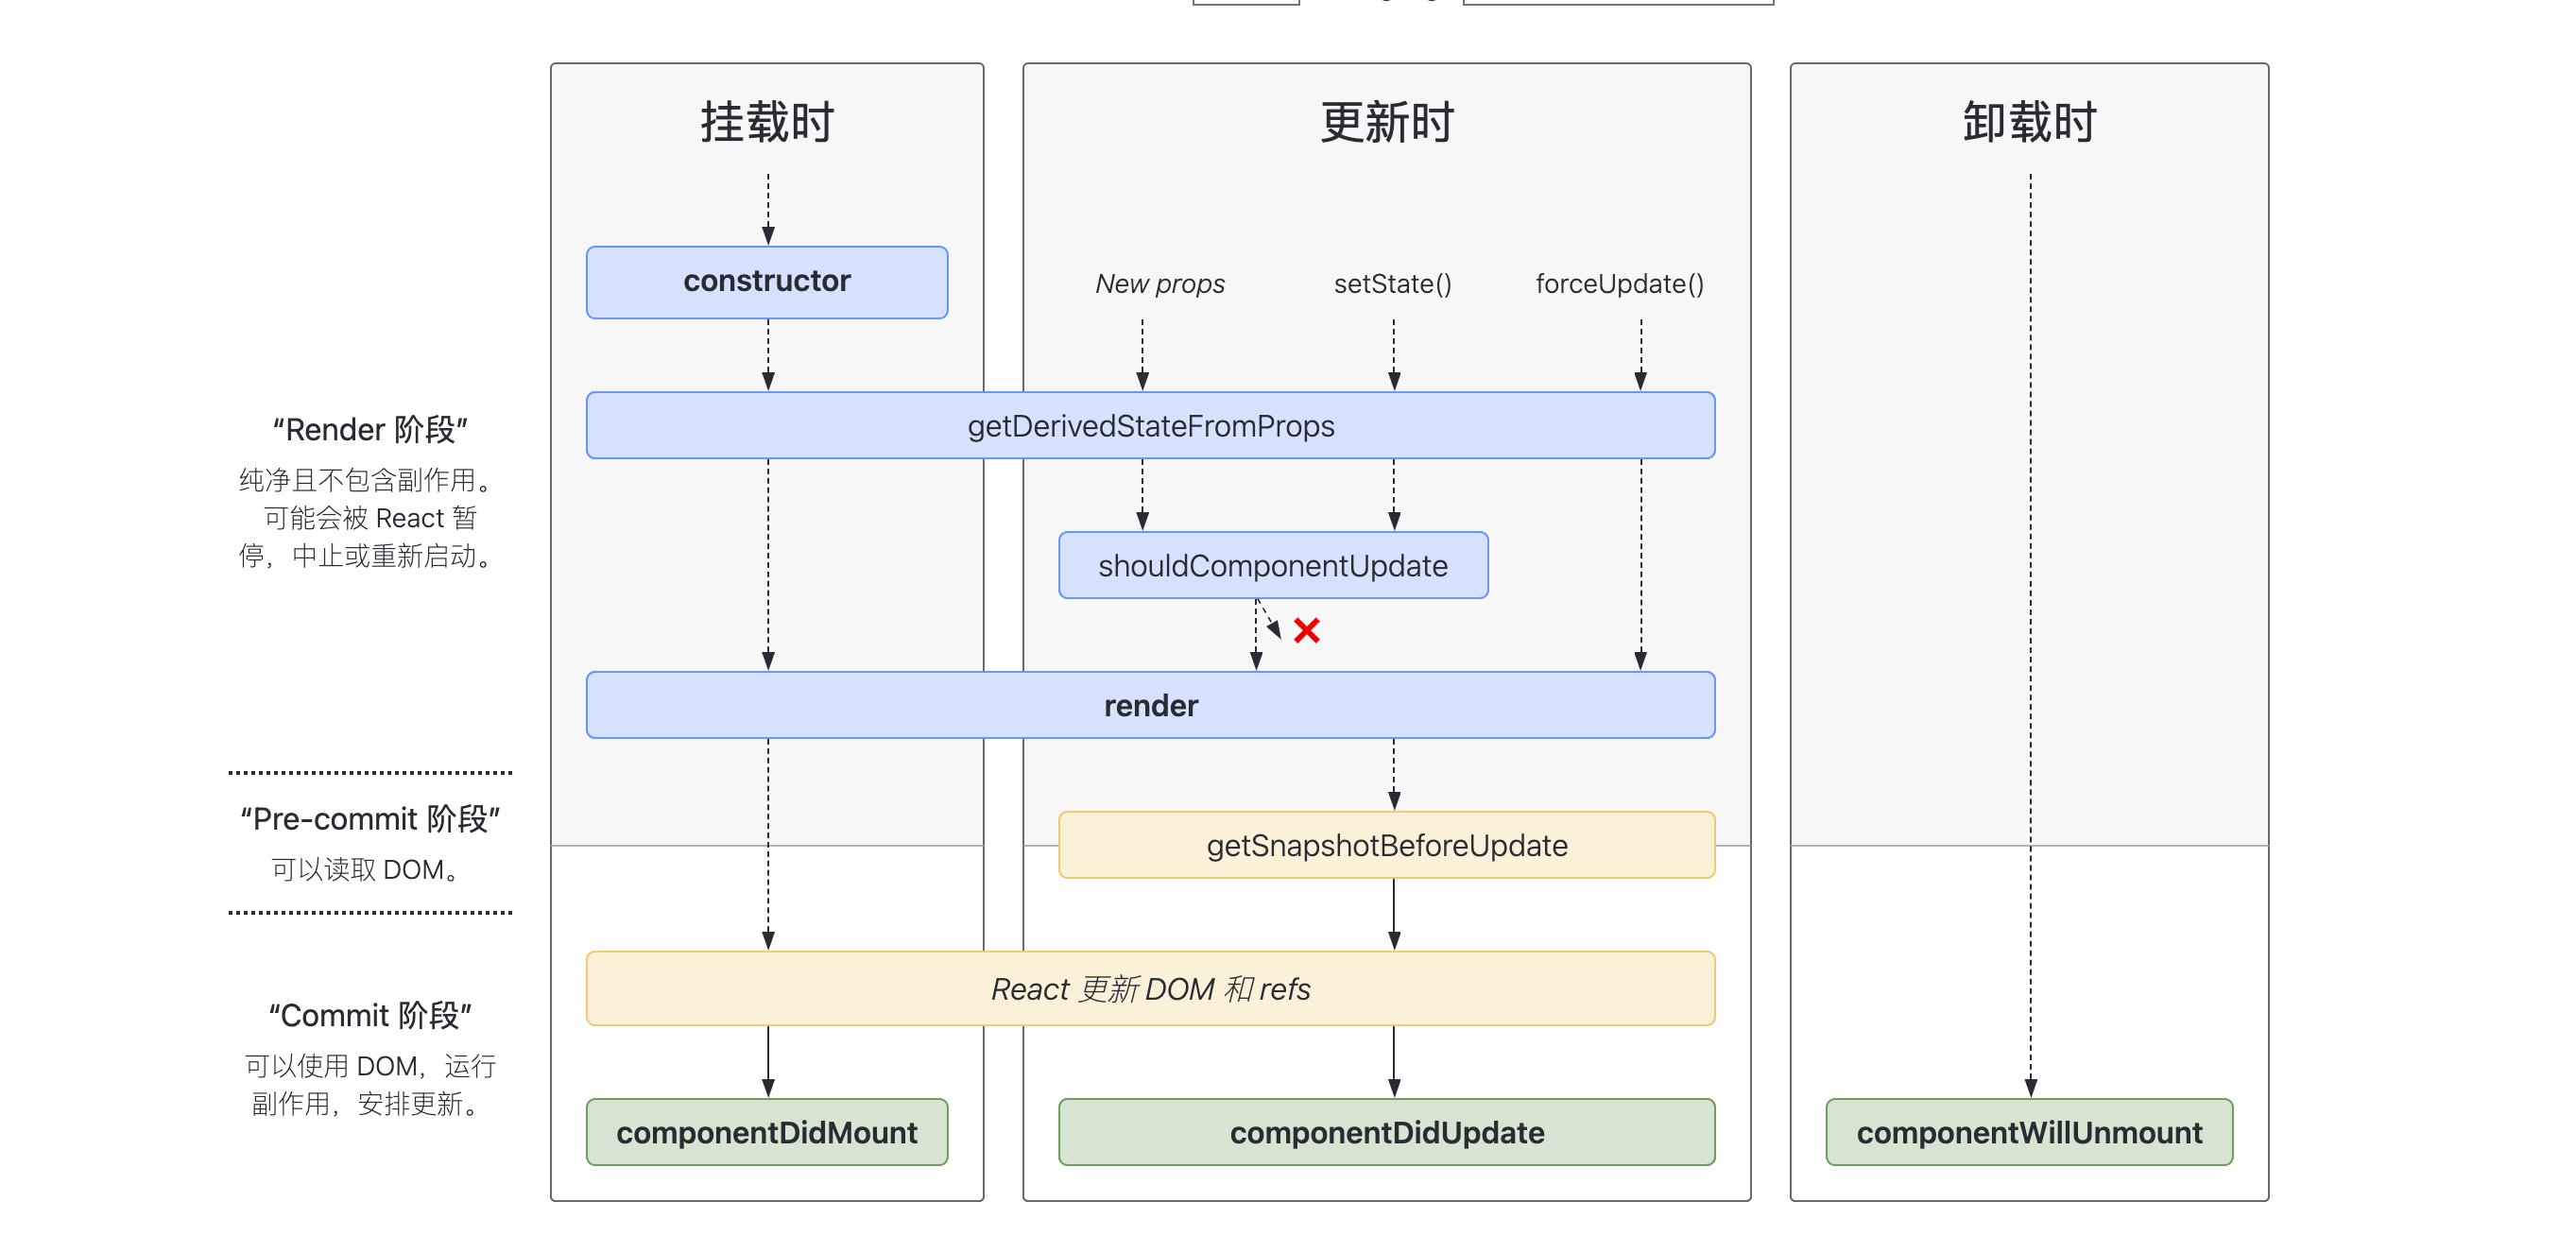 挂载时
更新时
卸载时
constructor
New props
setState()
forceUpdate()
“Render 阶段”
纯净且不包含副作用。
可能会被 React 暂
停，中止或重新启动。
getDerivedStateFromProps
shouldComponentUpdate
render
“Pre-commit 阶段”
可以读取 DOM。
getSnapshotBeforeUpdate
“Commit 阶段”
可以使用 DOM，运行
副作用，安排更新。
React 更新 DOM 和 refs
componentDidMount
componentDidUpdate
componentWillUnmount